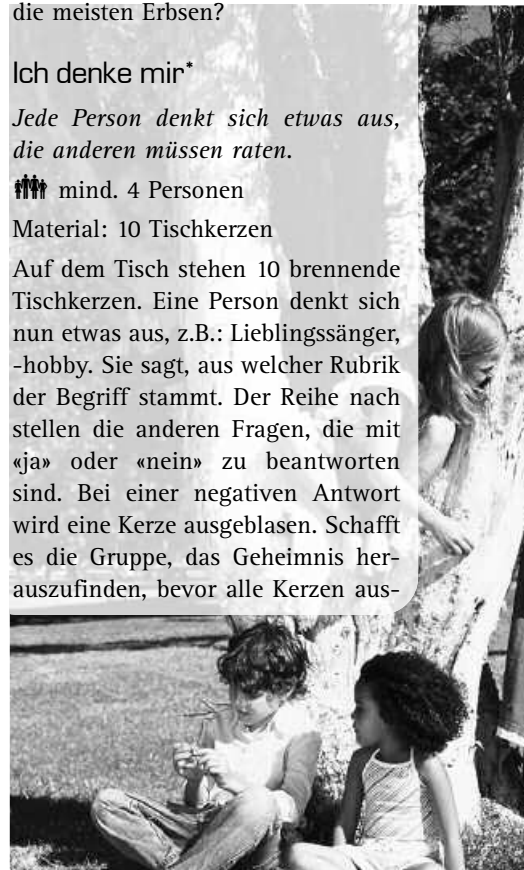 die meisten Erbsen?
Ich denke mir*
Jede Person denkt sich etwas aus,
die anderen müssen raten.
mind. 4 Personen
Material: 10 Tischkerzen
Auf dem Tisch stehen 10 brennende
Tischkerzen. Eine Person denkt sich
nun etwas aus, z.B.: Lieblingssänger,
-hobby. Sie sagt, aus welcher Rubrik
der Begriff stammt. Der Reihe nach
stellen die anderen Fragen, die mit
«ja» oder «nein» zu beantworten
sind. Bei einer negativen Antwort
wird eine Kerze ausgeblasen. Schafft
es die Gruppe, das Geheimnis her-
auszufinden, bevor alle Kerzen aus-